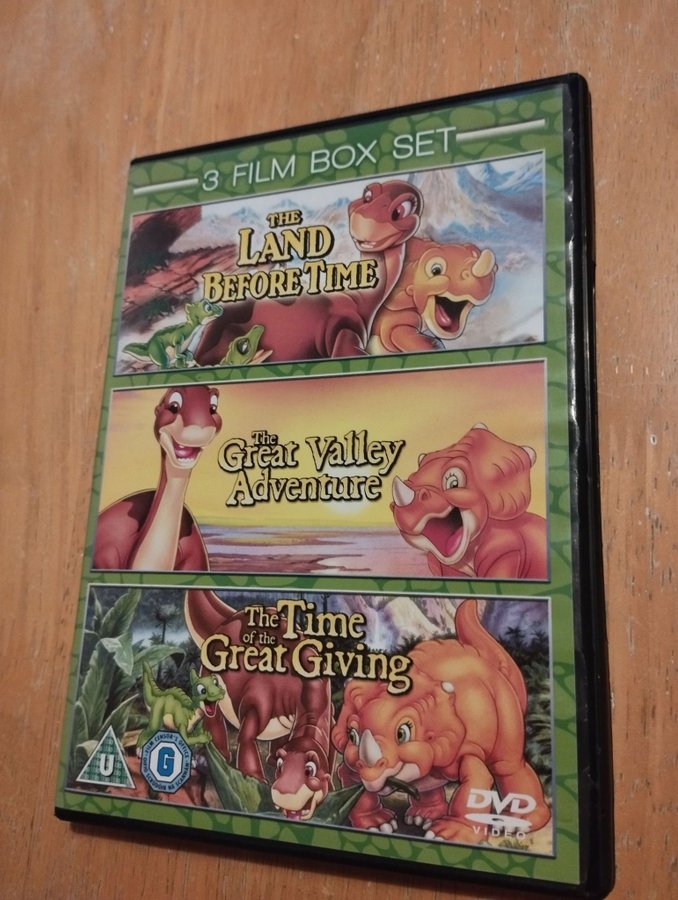 3 FILM BOX SET
THE
LAND
BEFORE TIME
The
Great Valley
Adventure
The Time
of the
Great Giving
U
G
DVD
VIDEO